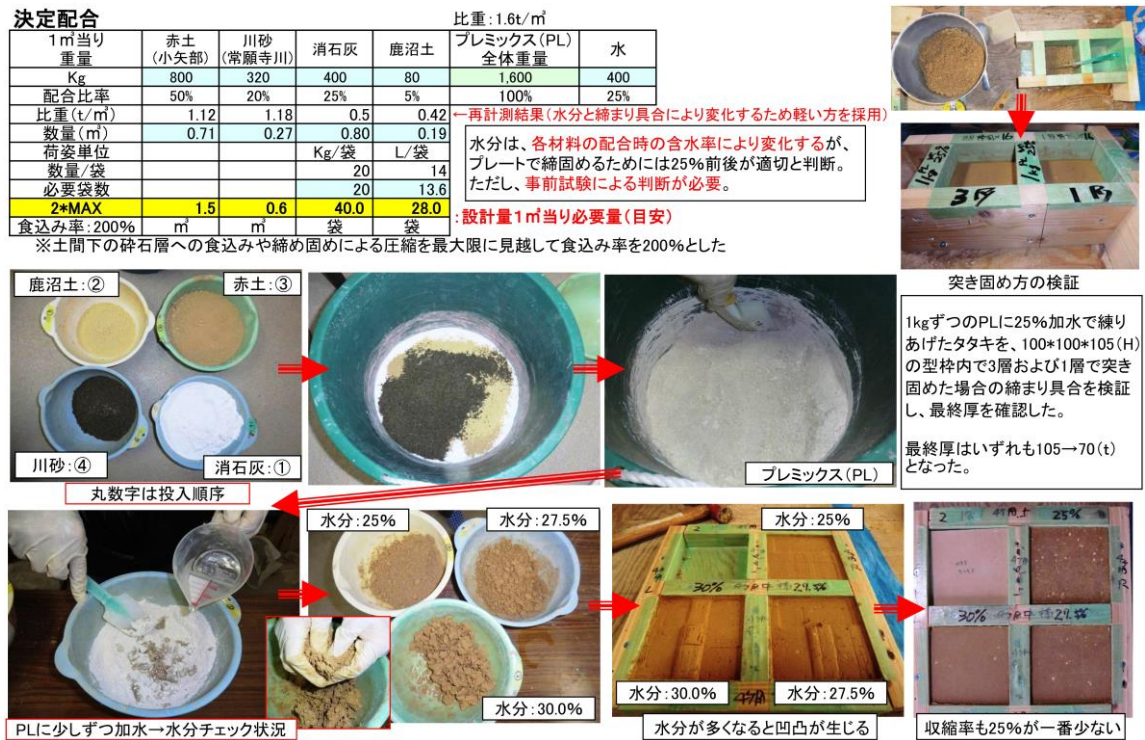 決定配合
比重:1.6t/㎥
1㎥当り重量 赤土(小矢部) 川砂(常願寺川) 消石灰 鹿沼土 プレミックス(PL)全体重量 水
Kg 800 320 400 80 1,600 400
配合比率 50% 20% 25% 5% 100% 25%
比重(t/㎥) 1.12 1.18 0.5 0.42
←再計測結果(水分と締まり具合により変化するため軽い方を採用)
数量(㎥) 0.71 0.27 0.80 0.19
荷姿単位 Kg/袋 L/袋
数量/袋 20 14
必要袋数 20 13.6
2*MAX 1.5 0.6 40.0 28.0
:設計量1㎥当り必要量(目安)
食込み率:200% ㎥ ㎥ 袋 袋
水分は、各材料の配合時の含水率により変化するが、
プレートで締固めるためには25%前後が適切と判断。
ただし、事前試験による判断が必要。
※土間下の砕石層への食込みや締め固めによる圧縮を最大限に見越して食込み率を200%とした
3層
1層
突き固め方の検証
1kgずつのPLに25%加水で練り
あげたタタキを、100*100*105(H)
の型枠内で3層および1層で突き
固めた場合の締まり具合を検証
し、最終厚を確認した。
最終厚はいずれも105→70(t)
となった。
鹿沼土:②
赤土:③
川砂:④
消石灰:①
丸数字は投入順序
プレミックス(PL)
PLに少しずつ加水→水分チェック状況
水分:25%
水分:27.5%
水分:30.0%
水分:25%
30%
水分:30.0%
水分:27.5%
水分が多くなると凹凸が生じる
25%
30%
収縮率も25%が一番少ない